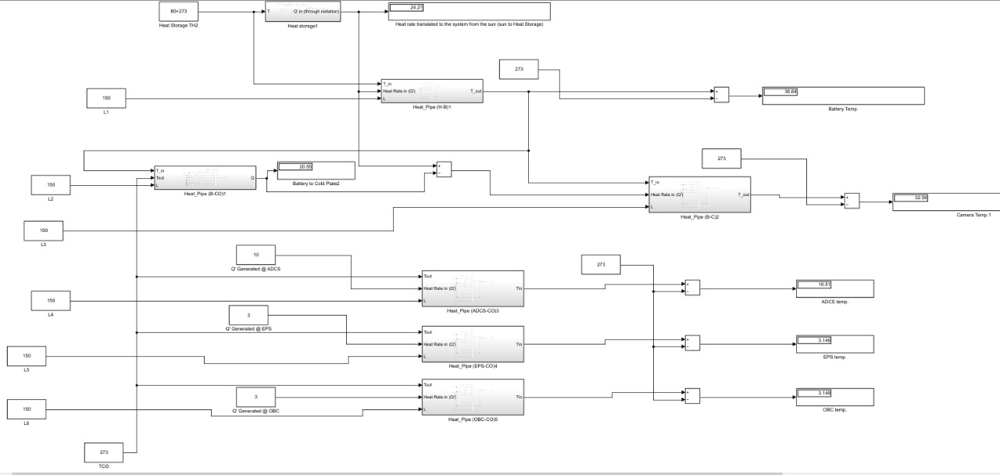 80+273
Heat Storage TH2
T
Q' in (through radiation)
Heat storage1
24.21
Heat rate translated to the system from the sun (sun to Heat Storage)
150
L1
T_in
Heat Rate in (Q')
L
T_out
Heat_Pipe (H-B)1
273
+
−
36.64
Battery Temp.
150
L2
T_in
Tout
L
Q
Heat_Pipe (B-CO)1
20.55
Battery to Cold Plate2
+
−
273
T_in
Heat Rate in (Q')
L
T_out
Heat_Pipe (B-C)2
+
−
32.59
Camera Temp.1
150
L3
10
Q' Generated @ ADCS
150
L4
Tout
Heat Rate in (Q')
L
Tin
Heat_Pipe (ADCS-CO)3
273
+
−
16.51
ADCS temp.
3
Q' Generated @ EPS
150
L5
Tout
Heat Rate in (Q')
L
Tin
Heat_Pipe (EPS-CO)4
+
−
3.149
EPS temp.
3
Q' Generated @ OBC
150
L6
Tout
Heat Rate in (Q')
L
Tin
Heat_Pipe (OBC-CO)5
+
−
3.149
OBC temp.
273
TCO